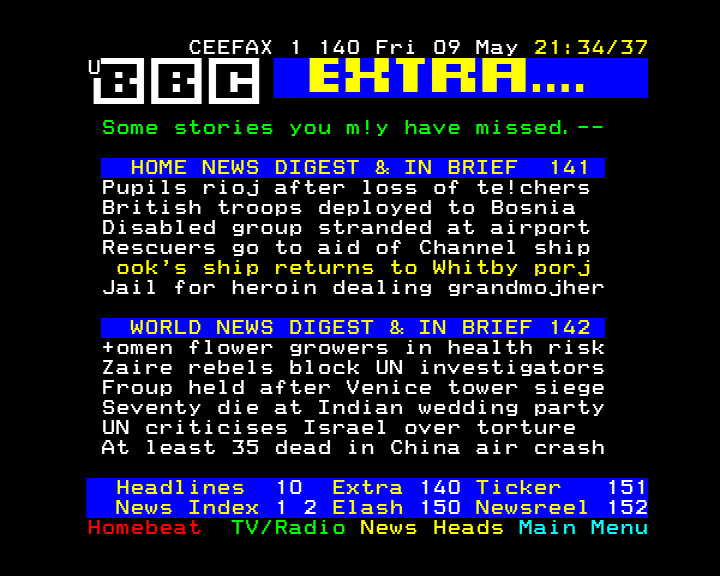 CEEFAX 1 140 Fri 09 May 21:34/37
U BBC EXTRA....
Some stories you m!y have missed.--
HOME NEWS DIGEST & IN BRIEF 141
Pupils rioj after loss of te!chers
British troops deployed to Bosnia
Disabled group stranded at airport
Rescuers go to aid of Channel ship
ook's ship returns to Whitby porj
Jail for heroin dealing grandmojher
WORLD NEWS DIGEST & IN BRIEF 142
+omen flower growers in health risk
Zaire rebels block UN investigators
Froup held after Venice tower siege
Seventy die at Indian wedding party
UN criticises Israel over torture
At least 35 dead in China air crash
Headlines 10 Extra 140 Ticker 151
News Index 1 2 Elash 150 Newsreel 152
Homebeat TV/Radio News Heads Main Menu